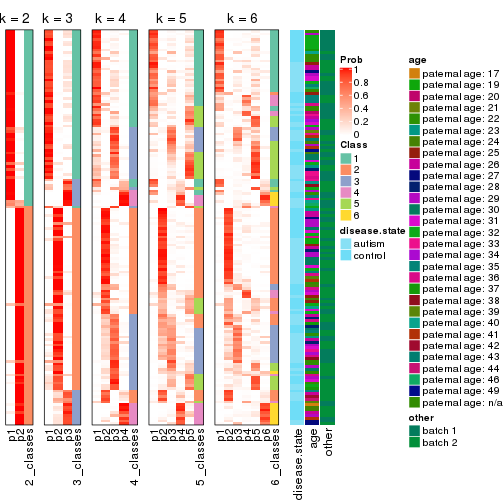 k = 2 k = 3 k = 4 k = 5 k = 6
p1
p2
2_classes
p1
p2
p3
3_classes
p1
p2
p3
p4
4_classes
p1
p2
p3
p4
p5
5_classes
p1
p2
p3
p4
p5
p6
6_classes
disease.state
age
other
Prob
1
0.8
0.6
0.4
0.2
0
Class
1
2
3
4
5
6
disease.state
autism
control
age
paternal age: 17
paternal age: 19
paternal age: 20
paternal age: 21
paternal age: 22
paternal age: 23
paternal age: 24
paternal age: 25
paternal age: 26
paternal age: 27
paternal age: 28
paternal age: 29
paternal age: 30
paternal age: 31
paternal age: 32
paternal age: 33
paternal age: 34
paternal age: 35
paternal age: 36
paternal age: 37
paternal age: 38
paternal age: 39
paternal age: 40
paternal age: 41
paternal age: 42
paternal age: 43
paternal age: 44
paternal age: 46
paternal age: 49
paternal age: n/a
other
batch 1
batch 2